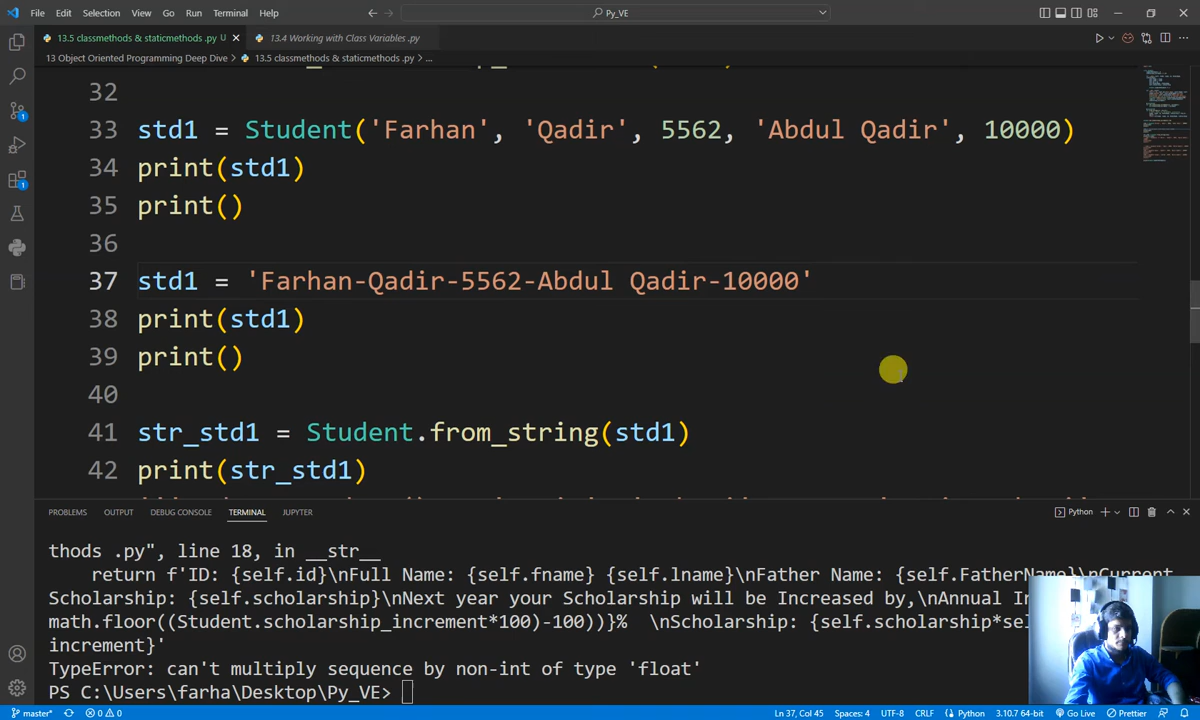 File Edit Selection View Go Run Terminal Help Py_VE
13.5 classmethods & staticmethods .py U 13.4 Working with Class Variables .py
13 Object Oriented Programming Deep Dive > 13.5 classmethods & staticmethods .py > ...
32
33 std1 = Student('Farhan', 'Qadir', 5562, 'Abdul Qadir', 10000)
34 print(std1)
35 print()
36
37 std1 = 'Farhan-Qadir-5562-Abdul Qadir-10000'
38 print(std1)
39 print()
40
41 str_std1 = Student.from_string(std1)
42 print(str_std1)
PROBLEMS OUTPUT DEBUG CONSOLE TERMINAL JUPYTER Python
thods .py", line 18, in __str__
return f'ID: {self.id}\nFull Name: {self.fname} {self.lname}\nFather Name: {self.FatherName}\nCurrent
Scholarship: {self.scholarship}\nNext year your Scholarship will be Increased by,\nAnnual In
math.floor((Student.scholarship_increment*100)-100))}% \nScholarship: {self.scholarship*se
increment}'
TypeError: can't multiply sequence by non-int of type 'float'
PS C:\Users\farha\Desktop\Py_VE>
master* 0 0 Ln 37, Col 45 Spaces: 4 UTF-8 CRLF Python 3.10.7 64-bit Go Live Prettier